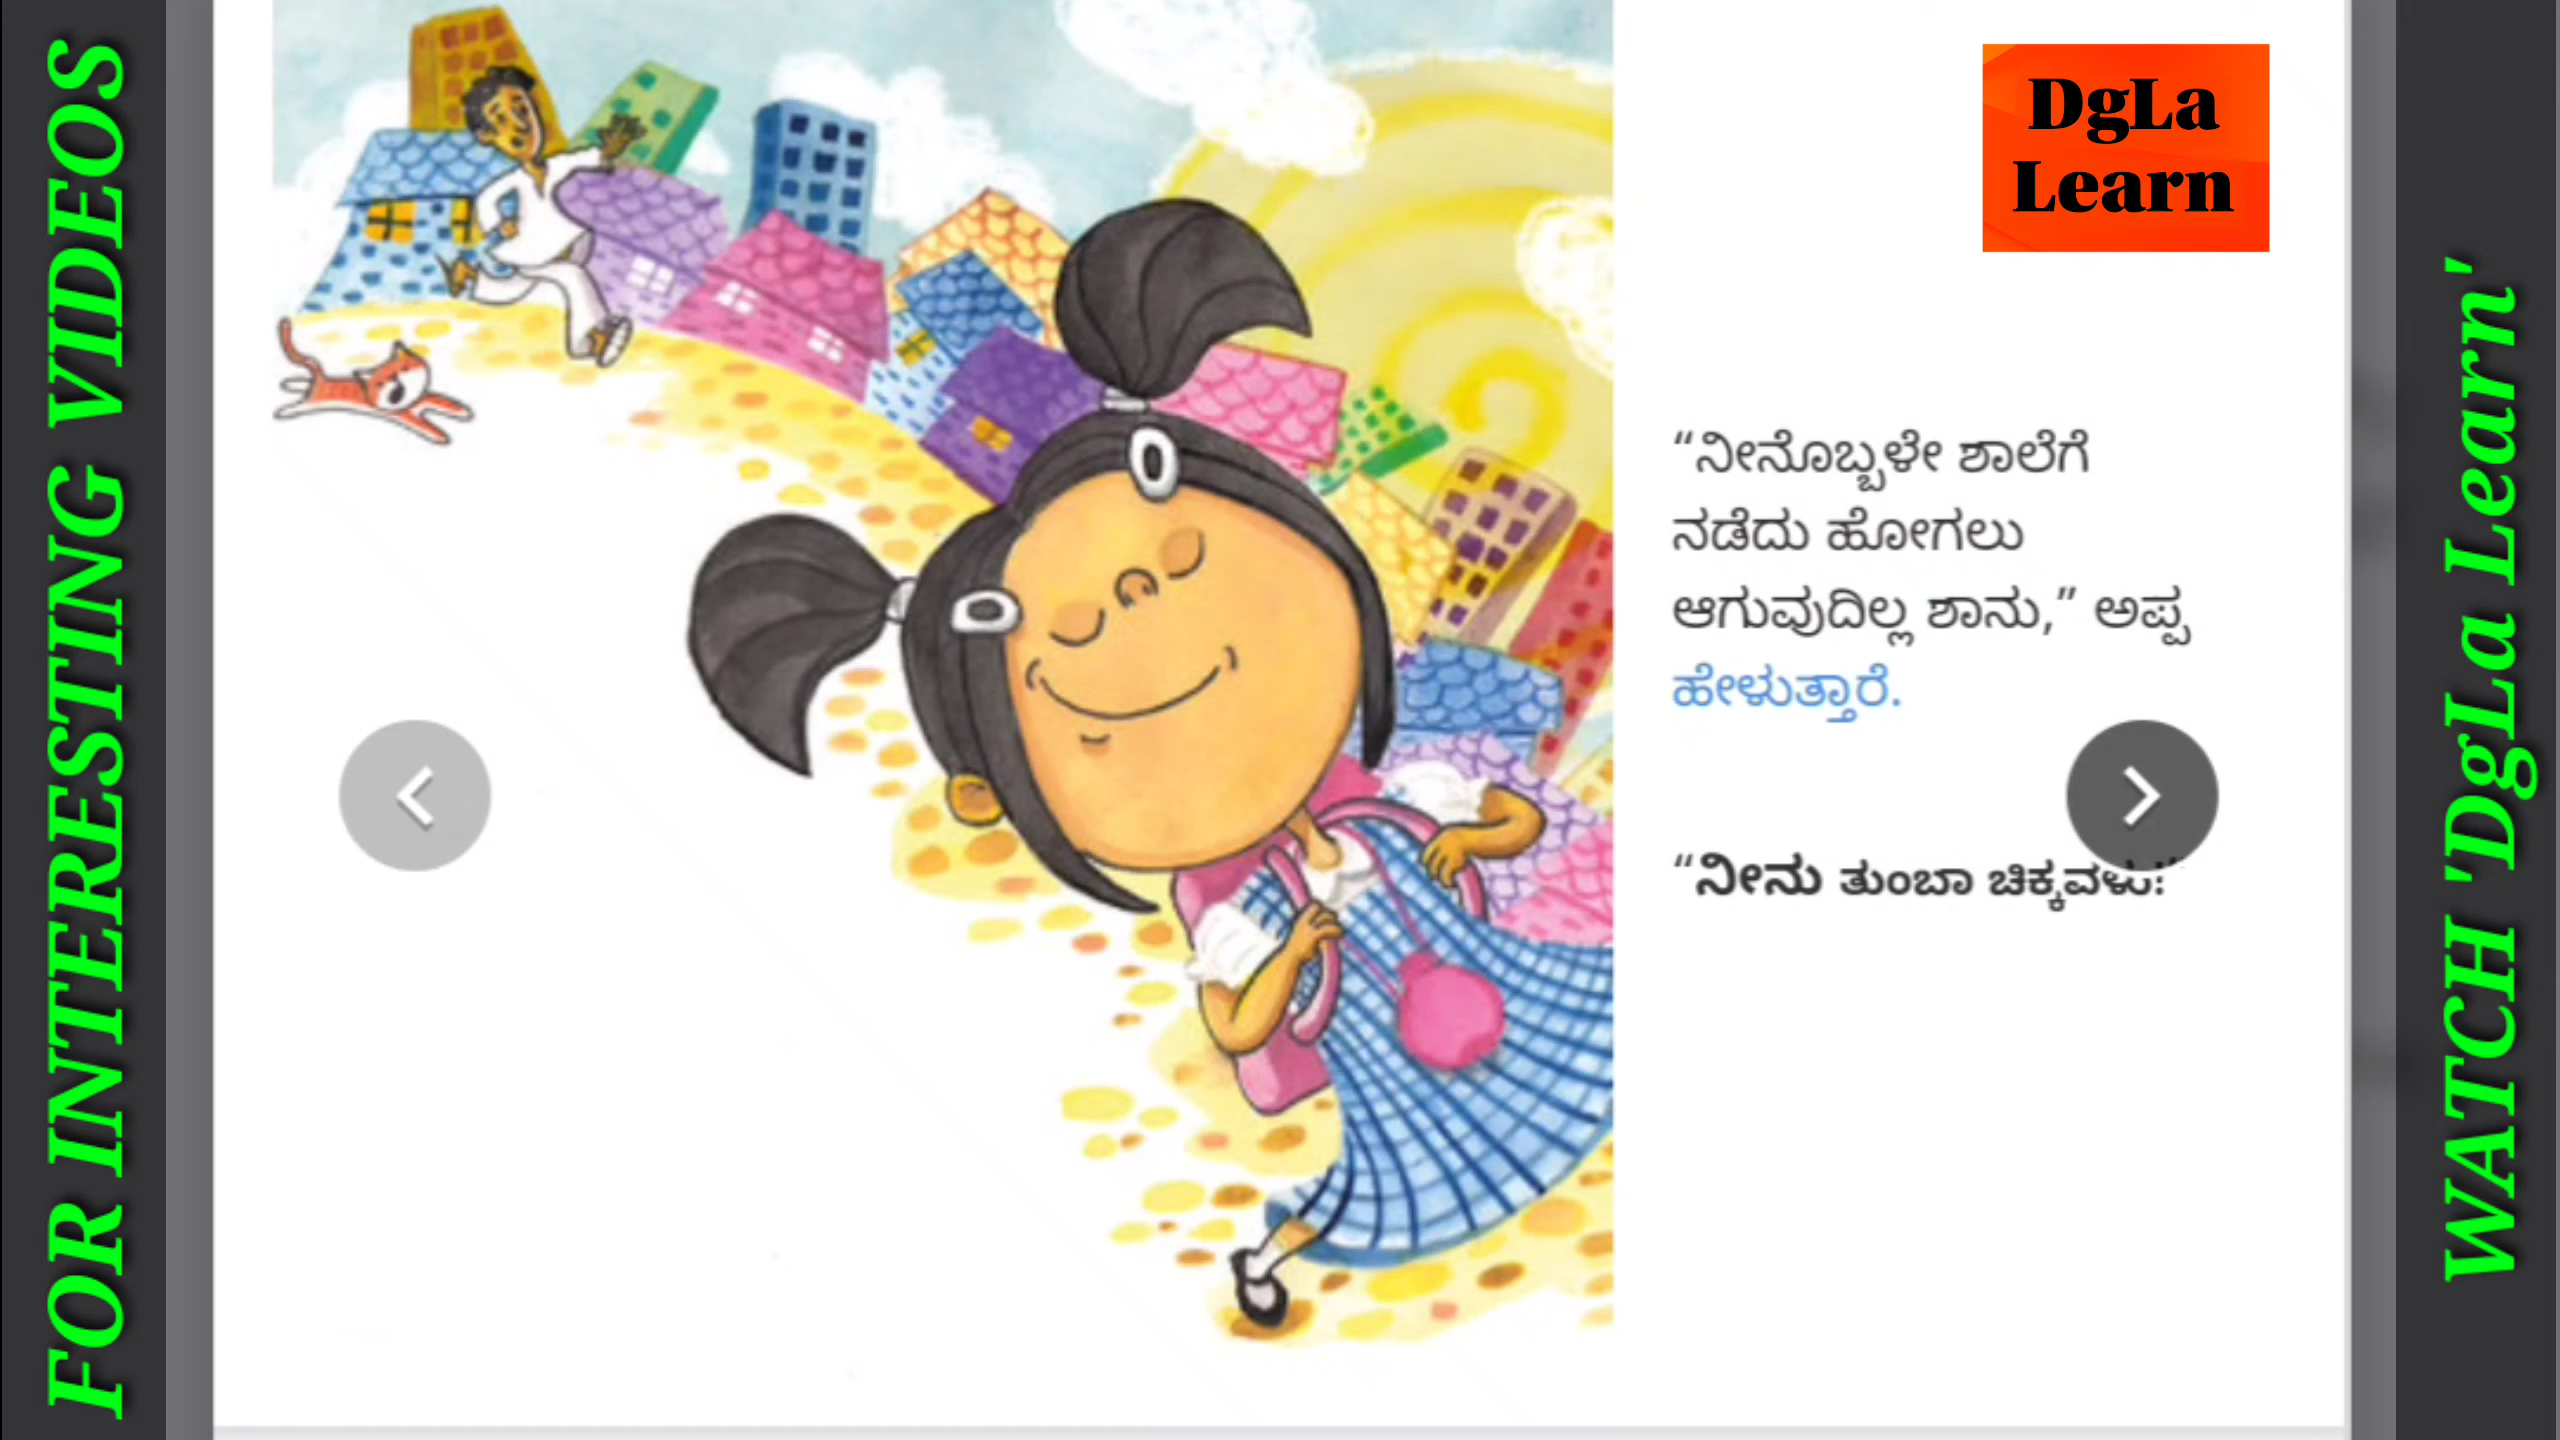 FOR INTERESTING VIDEOS
DgLa
Learn
“ನೀನೊಬ್ಬಳೇ ಶಾಲೆಗೆ
ನಡೆದು ಹೋಗಲು
ಆಗುವುದಿಲ್ಲ ಶಾನು,” ಅಪ್ಪ
ಹೇಳುತ್ತಾರೆ.
“ನೀನು ತುಂಬಾ ಚಿಕ್ಕವಳು!”
WATCH 'DgLa Learn'